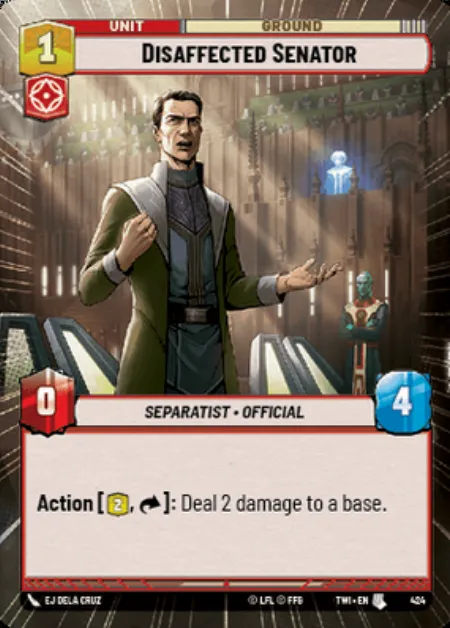 UNIT
GROUND
1
DISAFFECTED SENATOR
0
SEPARATIST • OFFICIAL
4
Action [2, ]: Deal 2 damage to a base.
EJ DELA CRUZ
© LFL © FFG
TWI • EN
424